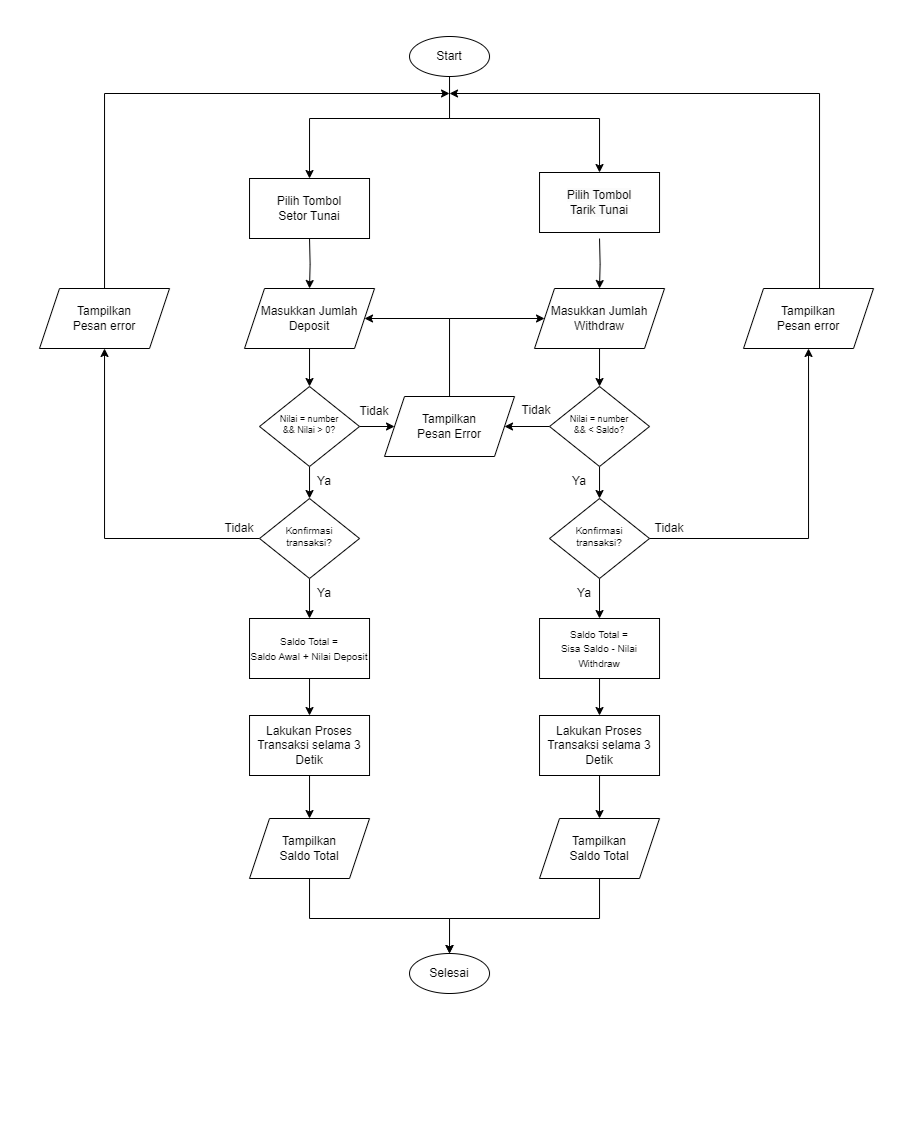 Start
Pilih Tombol
Setor Tunai
Pilih Tombol
Tarik Tunai
Tampilkan
Pesan error
Masukkan Jumlah
Deposit
Masukkan Jumlah
Withdraw
Tampilkan
Pesan error
Nilai = number
&& Nilai > 0?
Tidak
Tampilkan
Pesan Error
Tidak
Nilai = number
&& < Saldo?
Ya
Ya
Tidak
Konfirmasi
transaksi?
Konfirmasi
transaksi?
Tidak
Ya
Ya
Saldo Total =
Saldo Awal + Nilai Deposit
Saldo Total =
Sisa Saldo - Nilai
Withdraw
Lakukan Proses
Transaksi selama 3
Detik
Lakukan Proses
Transaksi selama 3
Detik
Tampilkan
Saldo Total
Tampilkan
Saldo Total
Selesai